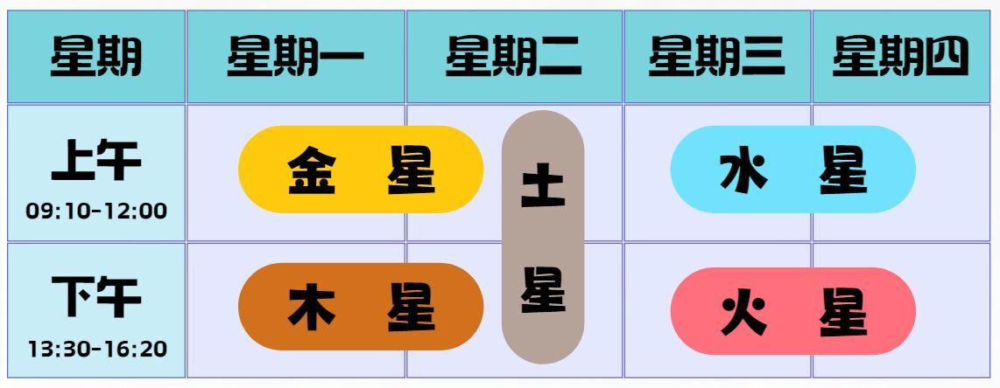 星期 星期一 星期二 星期三 星期四
上午
09:10-12:00
金星
土星
水星
下午
13:30-16:20
木星
火星